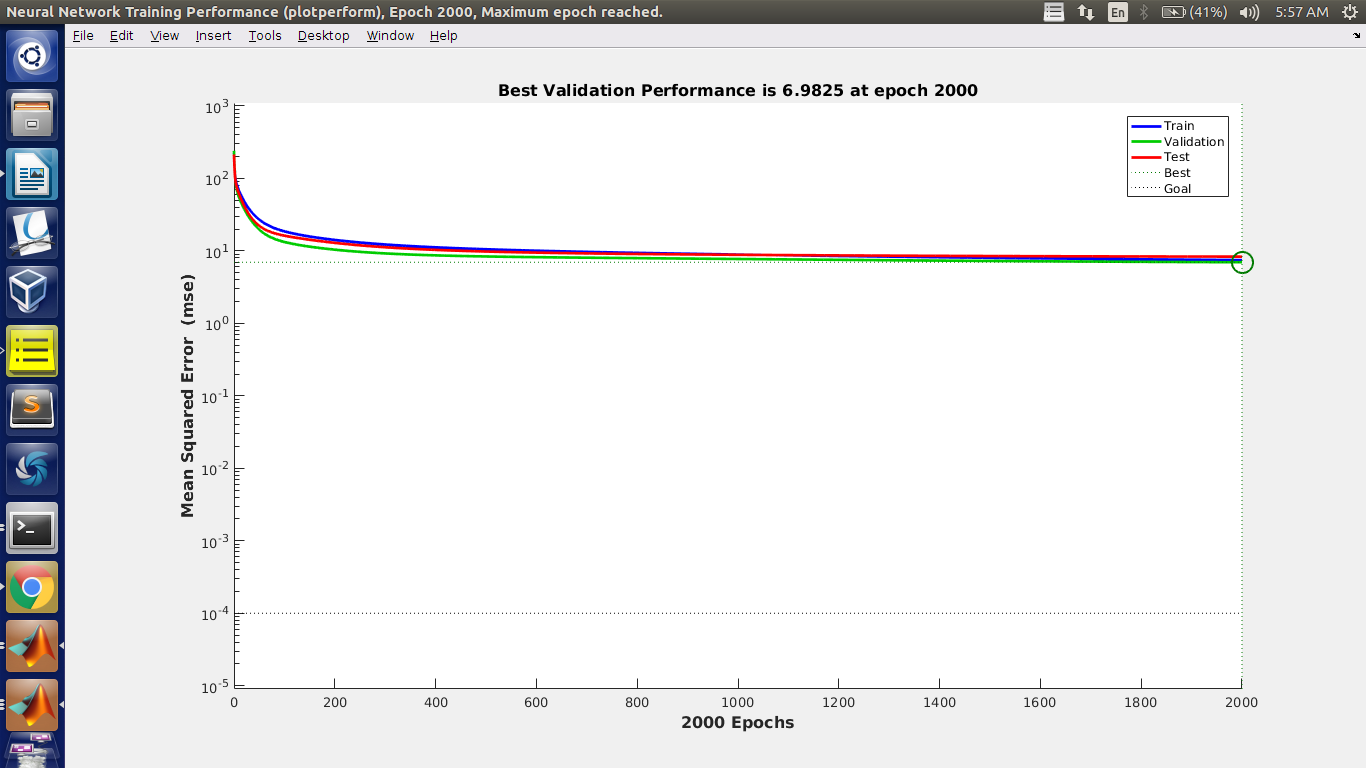 Neural Network Training Performance (plotperform), Epoch 2000, Maximum epoch reached.
En (41%) 5:57 AM
File Edit View Insert Tools Desktop Window Help
Best Validation Performance is 6.9825 at epoch 2000
Train
Validation
Test
Best
Goal
10^3
10^2
10^1
10^0
10^-1
10^-2
10^-3
10^-4
10^-5
Mean Squared Error (mse)
0 200 400 600 800 1000 1200 1400 1600 1800 2000
2000 Epochs
S
>_